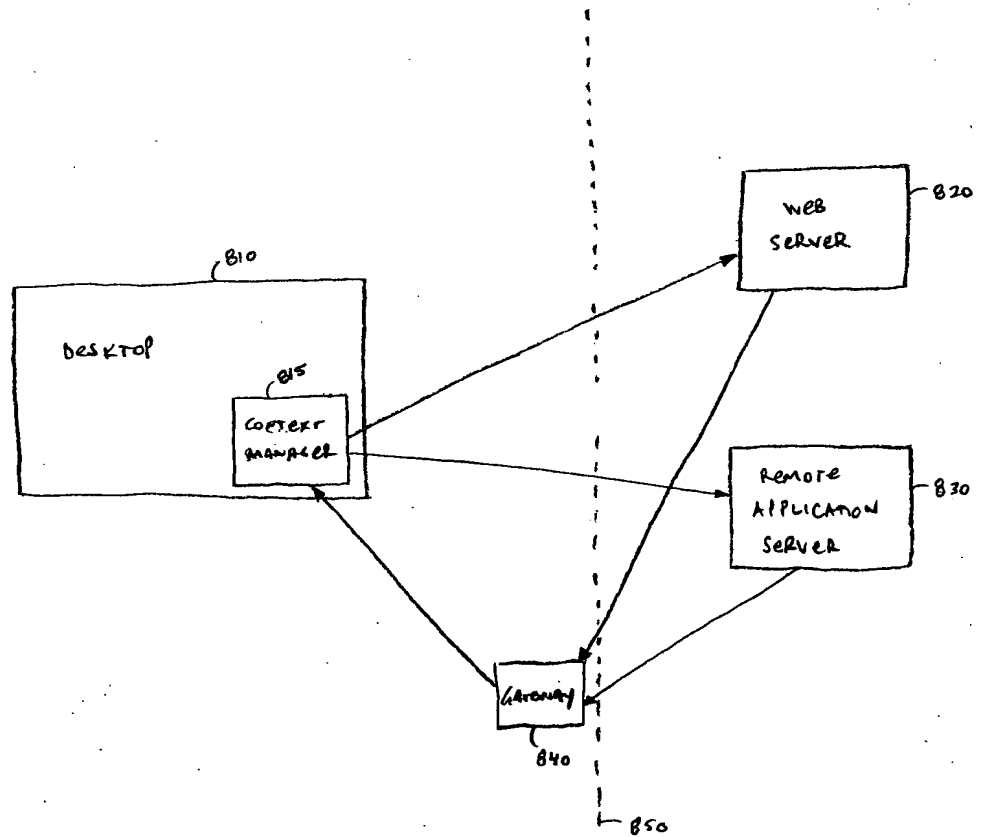 820
WEB
SERVER
810
DESKTOP
815
CONTEXT
MANAGER
REMOTE
APPLICATION
SERVER
830
GATEWAY
840
850